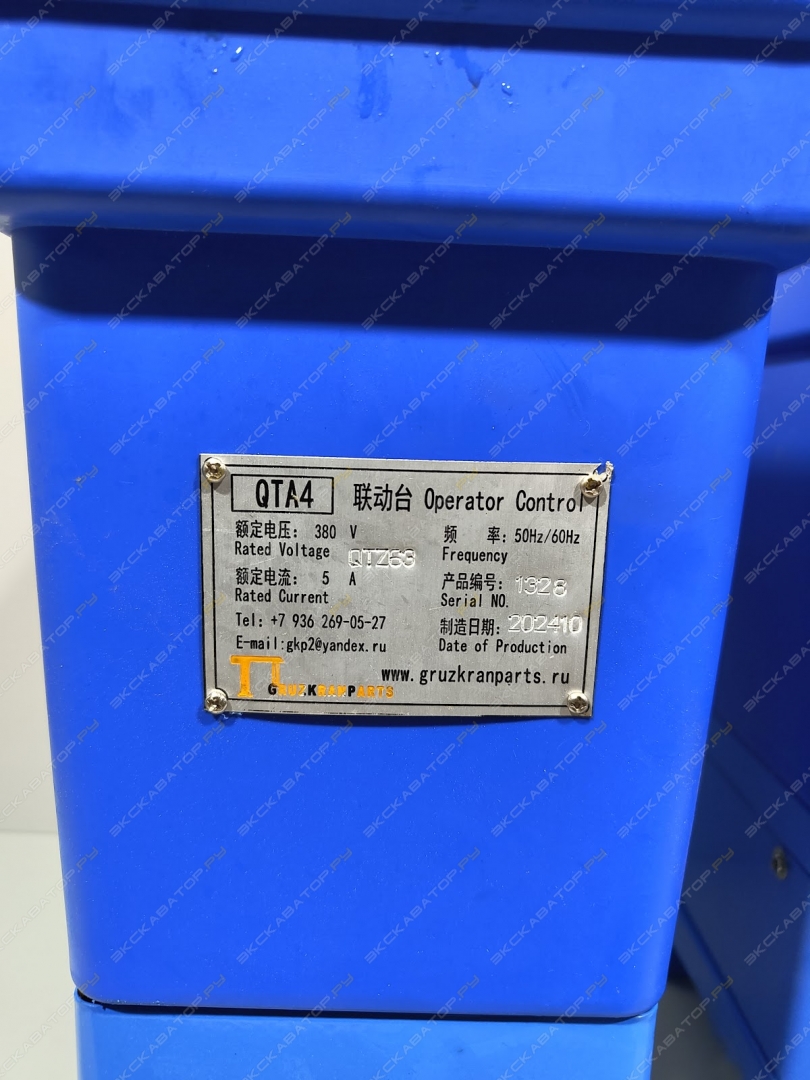 QTA4 联动台 Operator Control
额定电压: 380 V 频 率: 50Hz/60Hz
Rated Voltage QTZ63 Frequency
额定电流: 5 A 产品编号: 1328
Rated Current Serial NO.
Tel: +7 936 269-05-27 制造日期: 202410
E-mail:gkp2@yandex.ru Date of Production
www.gruzkranparts.ru
GRUZKRANPARTS
ЭКСКАВАТОР.РУ